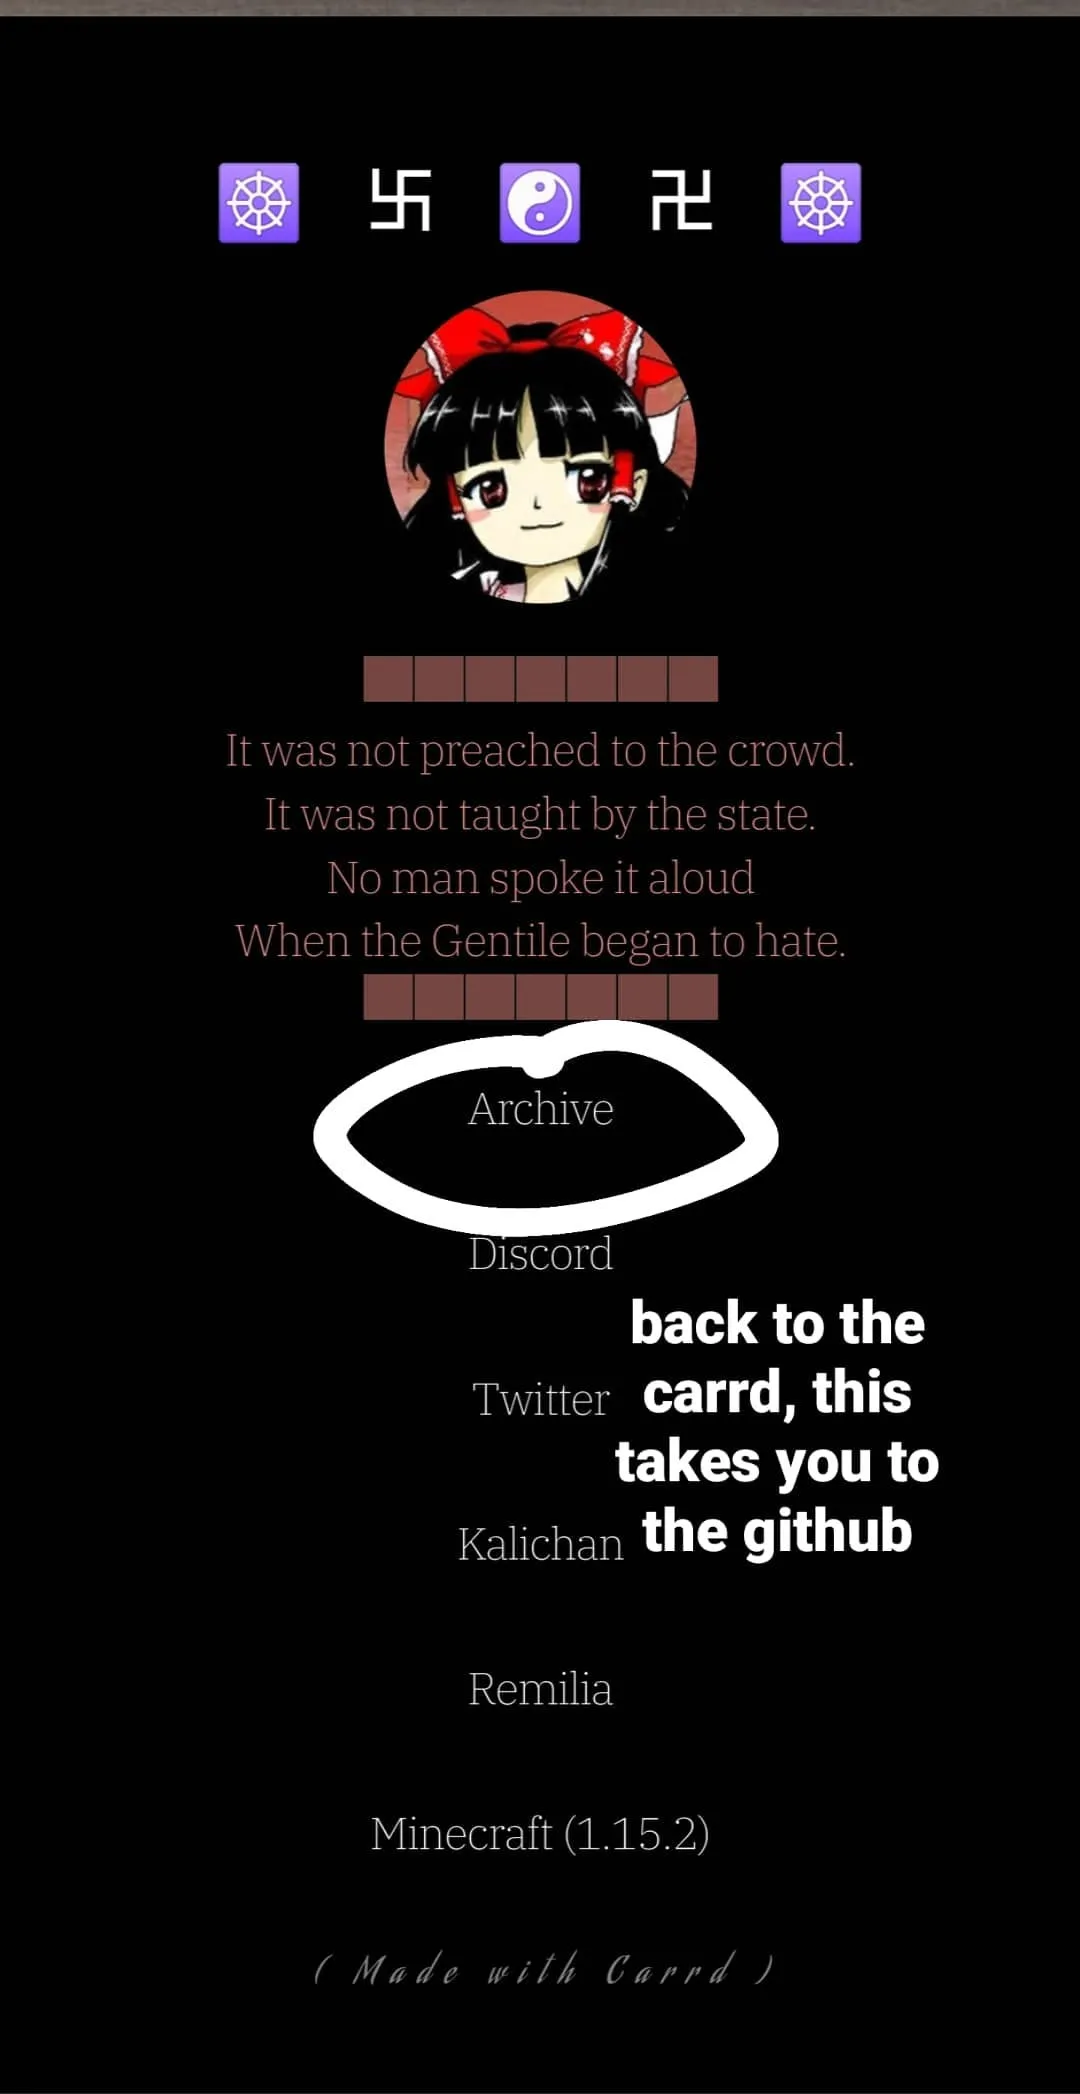 ☸ 卐 ☯ 卍 ☸
It was not preached to the crowd.
It was not taught by the state.
No man spoke it aloud
When the Gentile began to hate.
Archive
Discord
Twitter
Kalichan
back to the
carrd, this
takes you to
the github
Remilia
Minecraft (1.15.2)
( Made with Carrd )